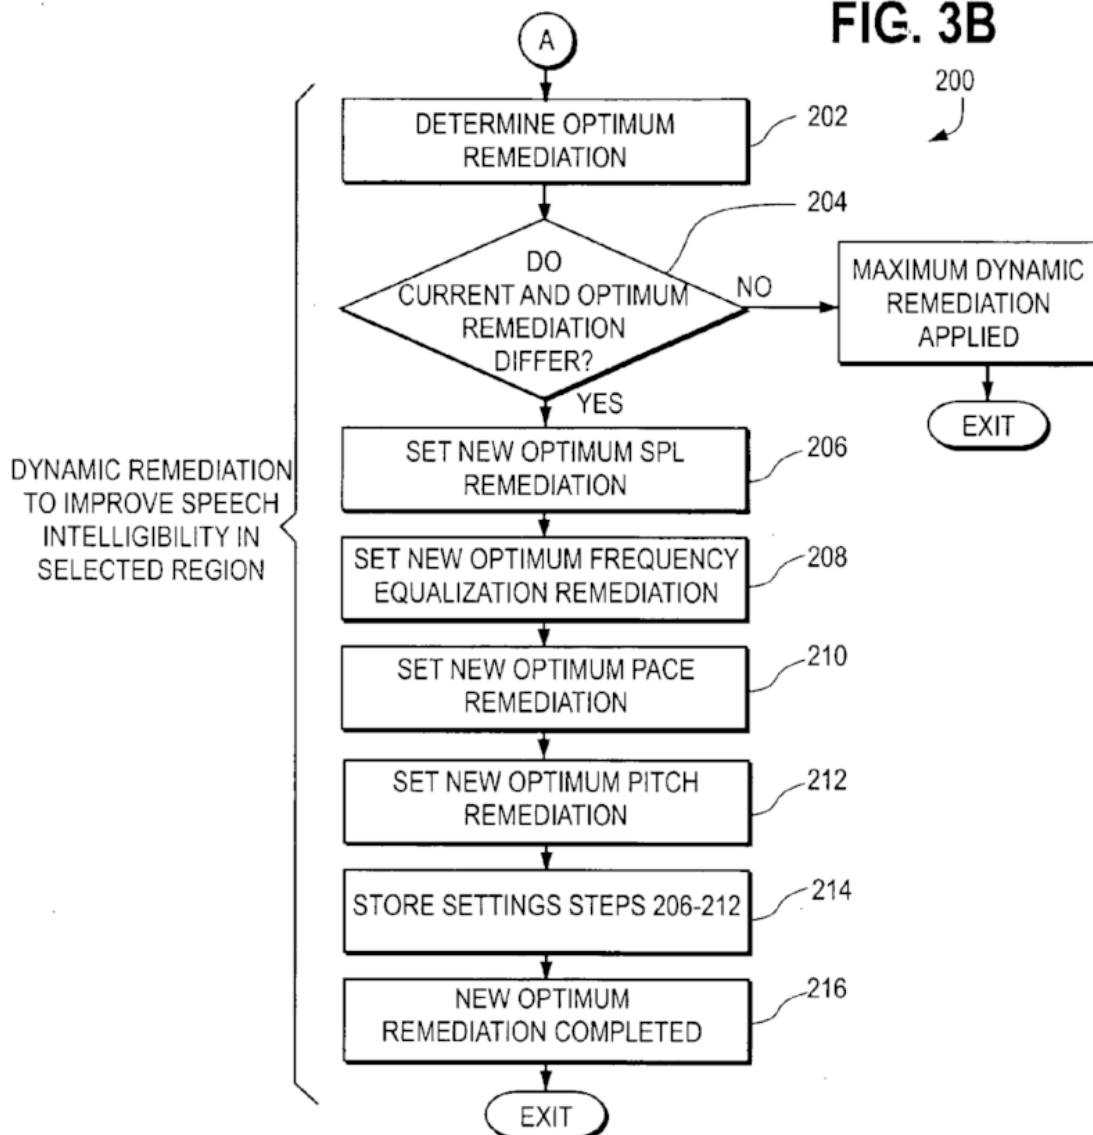 FIG. 3B
200
A
DETERMINE OPTIMUM
REMEDIATION
202
204
DO
CURRENT AND OPTIMUM
REMEDIATION
DIFFER?
NO
MAXIMUM DYNAMIC
REMEDIATION
APPLIED
EXIT
YES
SET NEW OPTIMUM SPL
REMEDIATION
206
DYNAMIC REMEDIATION
TO IMPROVE SPEECH
INTELLIGIBILITY IN
SELECTED REGION
SET NEW OPTIMUM FREQUENCY
EQUALIZATION REMEDIATION
208
SET NEW OPTIMUM PACE
REMEDIATION
210
SET NEW OPTIMUM PITCH
REMEDIATION
212
STORE SETTINGS STEPS 206-212
214
NEW OPTIMUM
REMEDIATION COMPLETED
216
EXIT